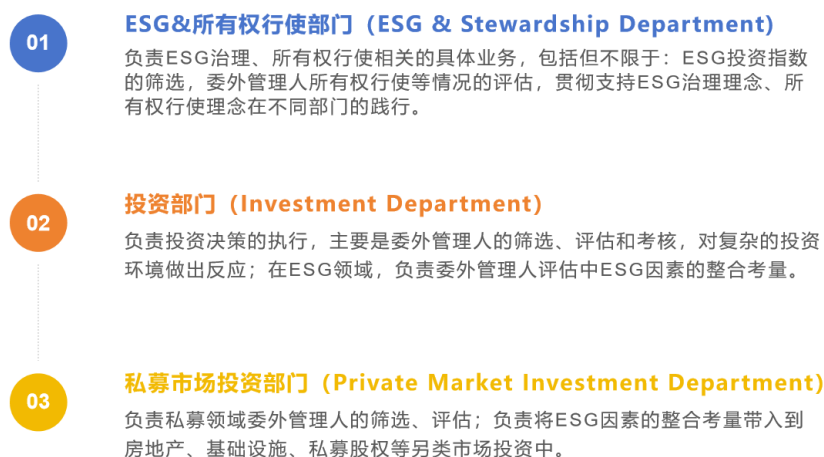 01
ESG&所有权行使部门（ESG & Stewardship Department)
负责ESG治理、所有权行使相关的具体业务，包括但不限于：ESG投资指数
的筛选，委外管理人所有权行使等情况的评估，贯彻支持ESG治理理念、所
有权行使理念在不同部门的践行。
02
投资部门（Investment Department)
负责投资决策的执行，主要是委外管理人的筛选、评估和考核，对复杂的投资
环境做出反应；在ESG领域，负责委外管理人评估中ESG因素的整合考量。
03
私募市场投资部门（Private Market Investment Department)
负责私募领域委外管理人的筛选、评估；负责将ESG因素的整合考量带入到
房地产、基础设施、私募股权等另类市场投资中。